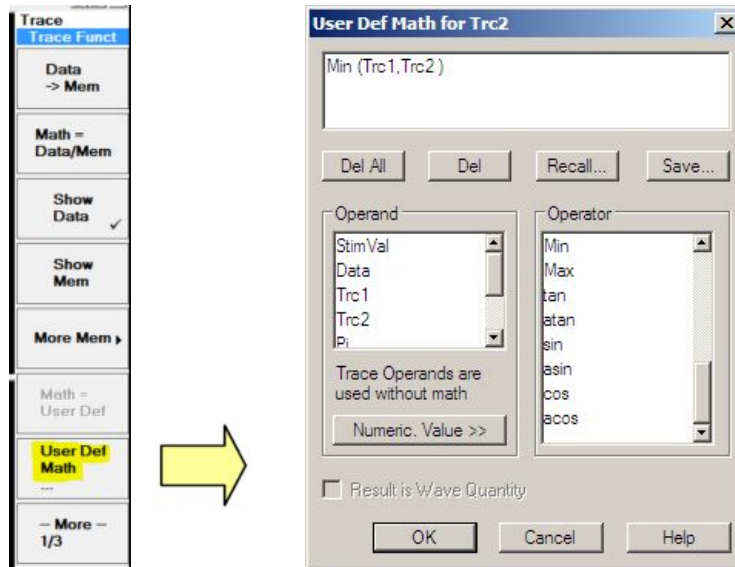 Trace
Trace Funct
Data
-> Mem
Math =
Data/Mem
Show
Data ✓
Show
Mem
More Mem ▸
Math =
User Def
User Def
Math
...
— More —
1/3
User Def Math for Trc2
Min (Trc1,Trc2 )
Del All
Del
Recall...
Save...
Operand
StimVal
Data
Trc1
Trc2
Pi
Trace Operands are
used without math
Numeric. Value >>
Operator
Min
Max
tan
atan
sin
asin
cos
acos
Result is Wave Quantity
OK
Cancel
Help